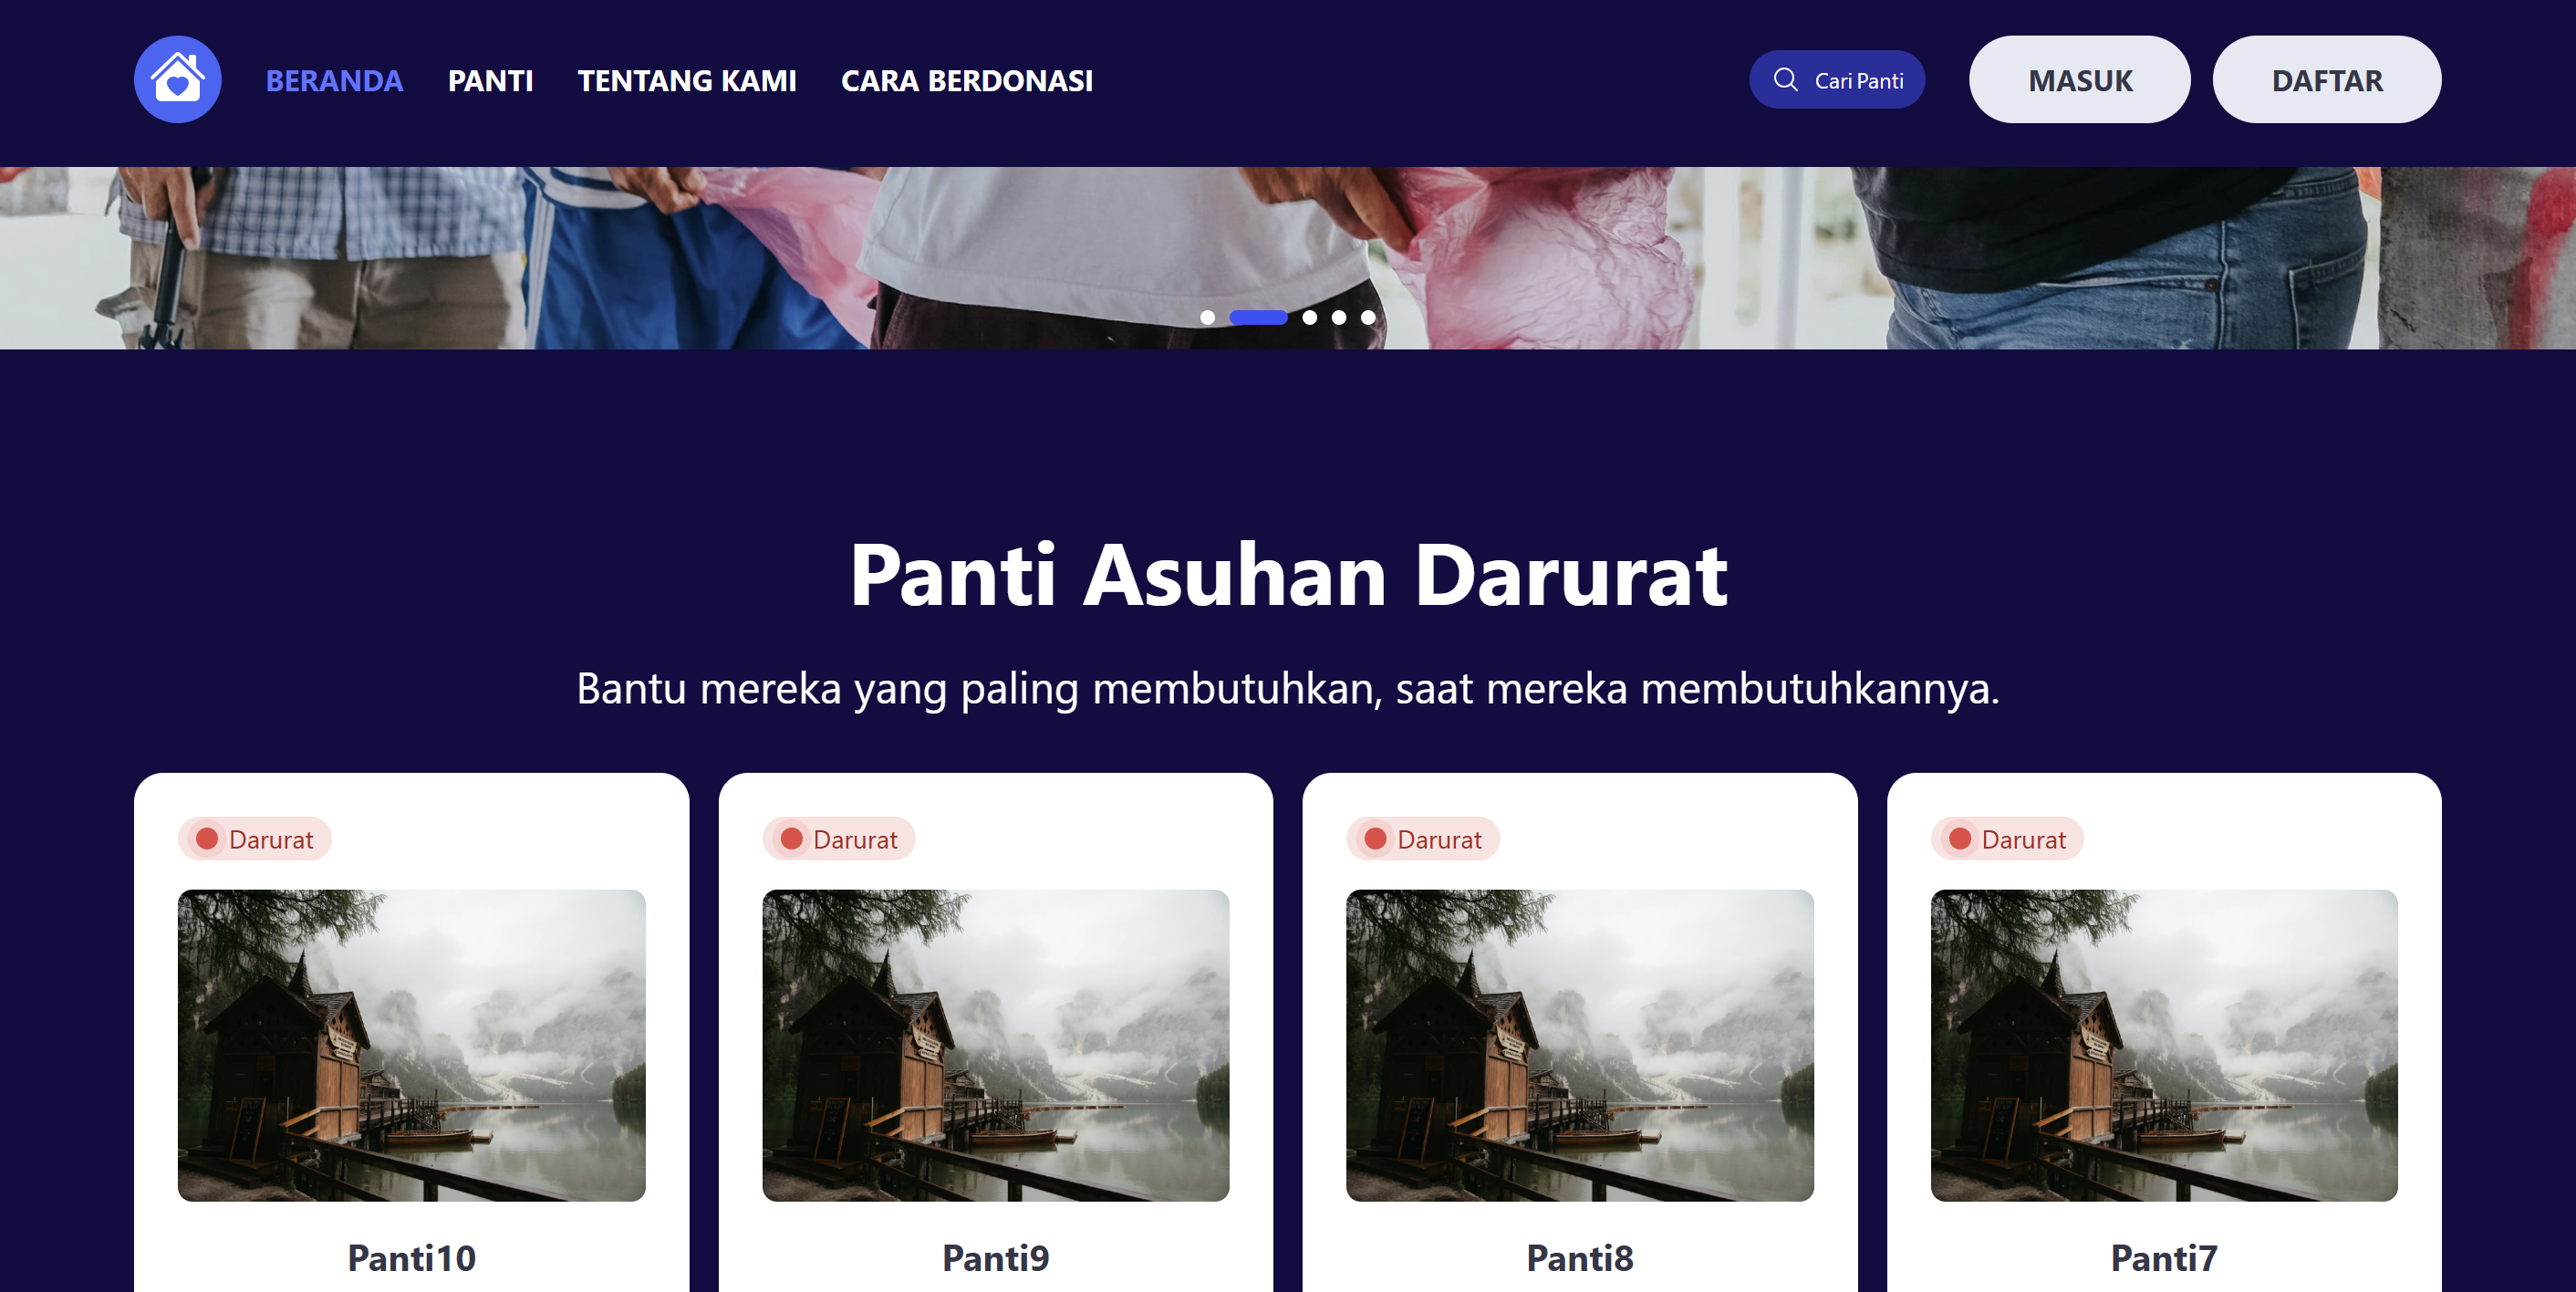 BERANDA PANTI TENTANG KAMI CARA BERDONASI Cari Panti MASUK DAFTAR
Panti Asuhan Darurat
Bantu mereka yang paling membutuhkan, saat mereka membutuhkannya.
Darurat Darurat Darurat Darurat
Panti10 Panti9 Panti8 Panti7